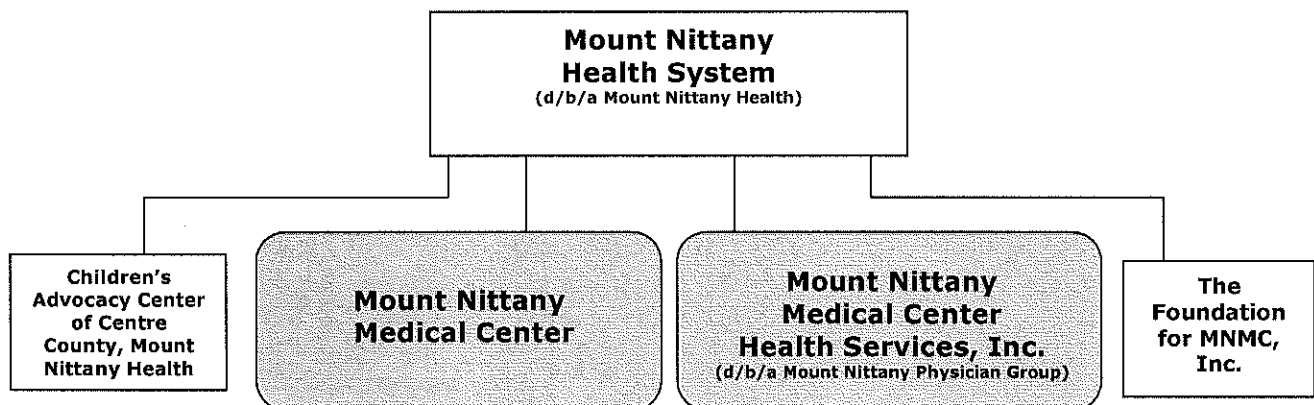 Mount Nittany
Health System
(d/b/a Mount Nittany Health)
Children's
Advocacy Center
of Centre
County, Mount
Nittany Health
Mount Nittany
Medical Center
Mount Nittany
Medical Center
Health Services, Inc.
(d/b/a Mount Nittany Physician Group)
The
Foundation
for MNMC,
Inc.